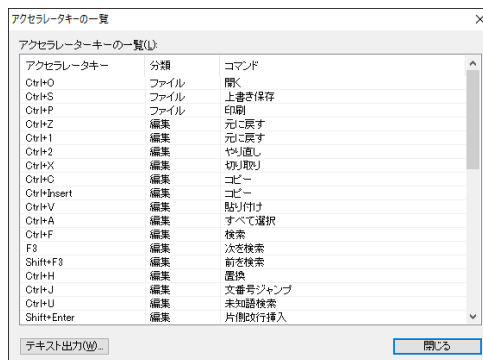 アクセラレータキーの一覧
アクセラレーターキーの一覧(L):
アクセラレータキー 分類 コマンド
Ctrl+O ファイル 開く
Ctrl+S ファイル 上書き保存
Ctrl+P ファイル 印刷
Ctrl+Z 編集 元に戻す
Ctrl+1 編集 元に戻す
Ctrl+2 編集 やり直し
Ctrl+X 編集 切り取り
Ctrl+C 編集 コピー
Ctrl+Insert 編集 コピー
Ctrl+V 編集 貼り付け
Ctrl+A 編集 すべて選択
Ctrl+F 編集 検索
F3 編集 次を検索
Shift+F3 編集 前を検索
Ctrl+H 編集 置換
Ctrl+J 編集 文番号ジャンプ
Ctrl+U 編集 未知語検索
Shift+Enter 編集 片側改行挿入
テキスト出力(W)... 閉じる